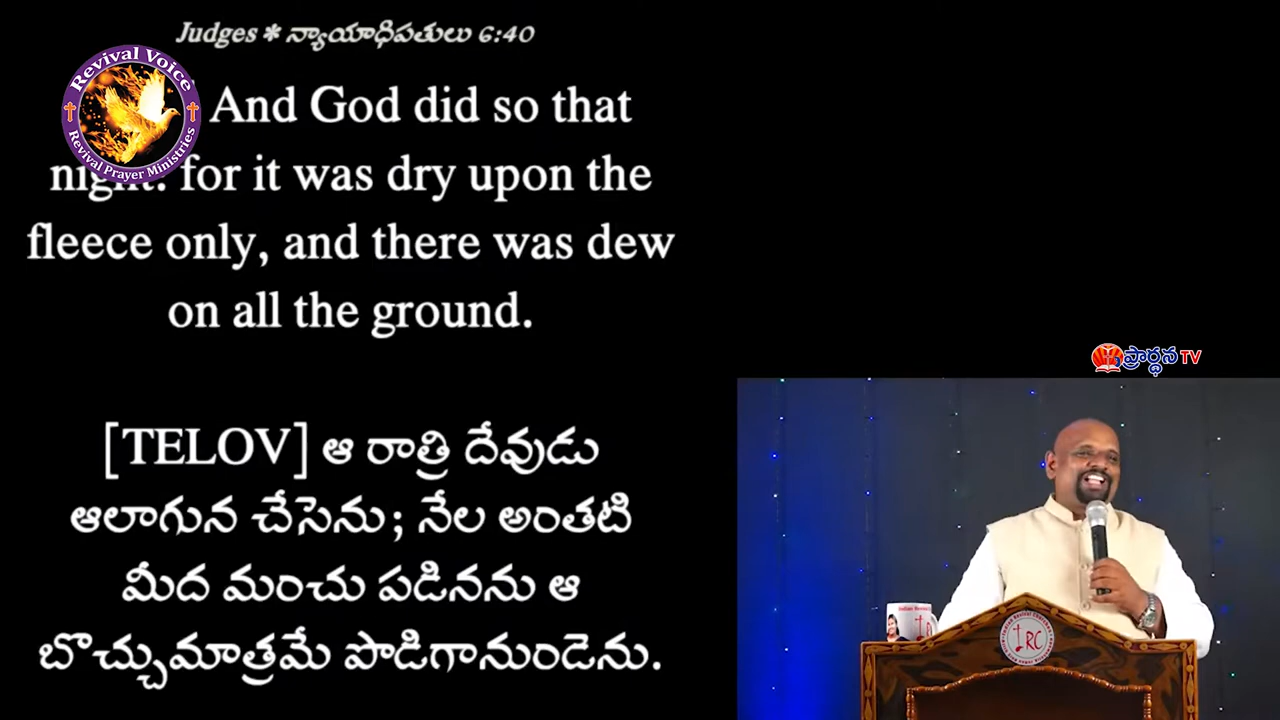 Judges * న్యాయాధిపతులు 6:40
Revival Voice
Revival Prayer Ministries
And God did so that
night: for it was dry upon the
fleece only, and there was dew
on all the ground.
[TELOV] ఆ రాత్రి దేవుడు
ఆలాగున చేసెను; నేల అంతటి
మీద మంచు పడినను ఆ
బొచ్చుమాత్రమే పొడిగానుండెను.
ప్రార్థన TV
RC